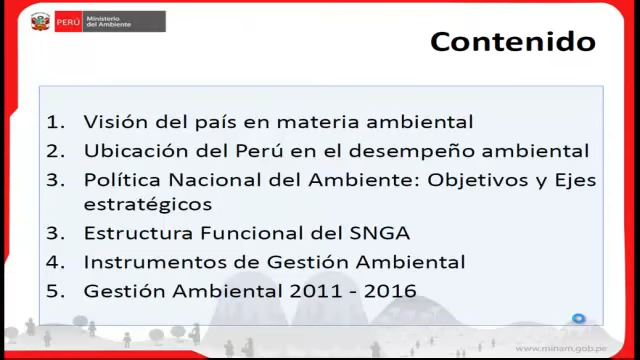 PERÚ
Ministerio
del Ambiente
Contenido
1. Visión del país en materia ambiental
2. Ubicación del Perú en el desempeño ambiental
3. Política Nacional del Ambiente: Objetivos y Ejes
estratégicos
3. Estructura Funcional del SNGA
4. Instrumentos de Gestión Ambiental
5. Gestión Ambiental 2011 - 2016
www.minam.gob.pe